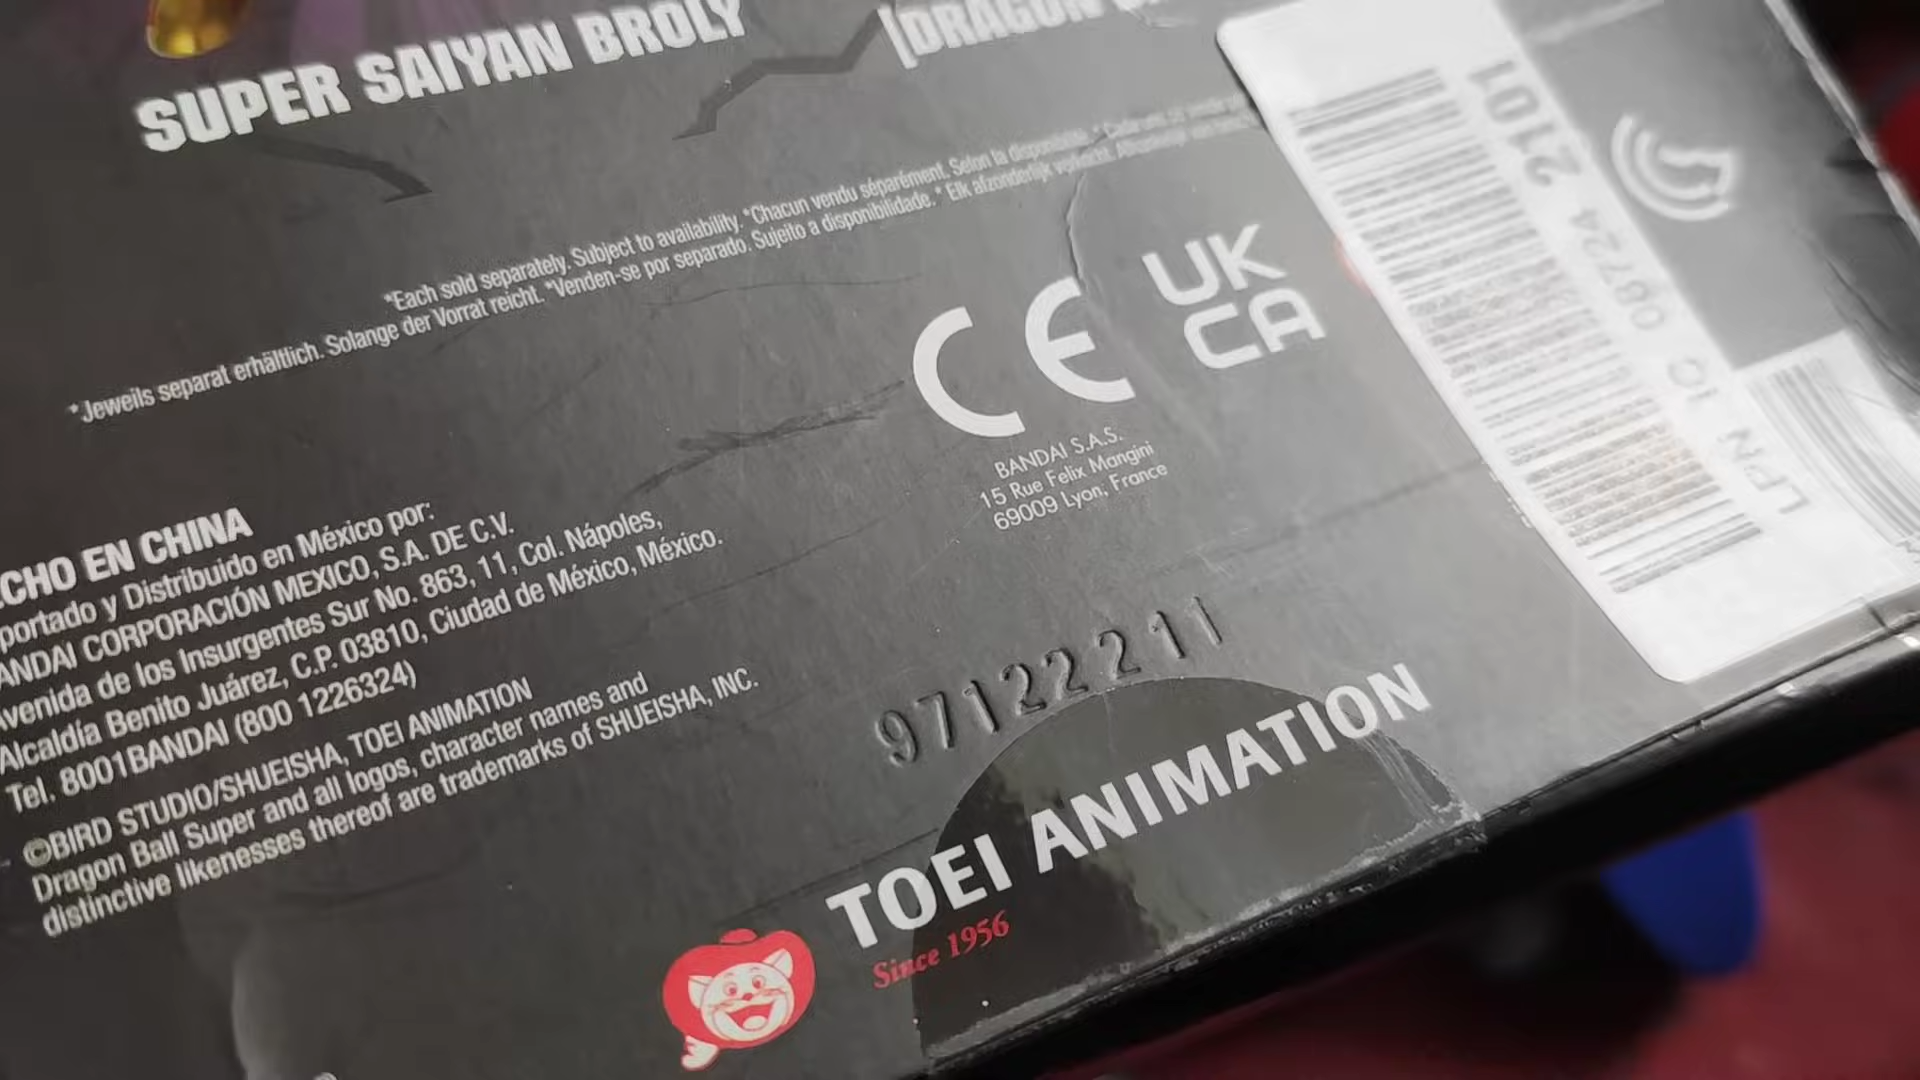 SUPER SAIYAN BROLY
[DRAGON
*Each sold separately. Subject to availability. *Chacun vendu séparément. Selon la disponibilité. *
*Jeweils separat erhältlich. Solange der Vorrat reicht. *Venden-se por separado. Sujeito a disponibilidade. * Elk afzonderlijk verkocht.
CE
UK
CA
BANDAI S.A.S.
15 Rue Felix Mangini
69009 Lyon, France
CHO EN CHINA
portado y Distribuido en México por:
ANDAI CORPORACIÓN MEXICO, S.A. DE C.V.
venida de los Insurgentes Sur No. 863, 11, Col. Nápoles,
Alcaldía Benito Juárez, C.P. 03810, Ciudad de México, México.
Tel. 8001BANDAI (800 1226324)
©BIRD STUDIO/SHUEISHA, TOEI ANIMATION
Dragon Ball Super and all logos, character names and
distinctive likenesses thereof are trademarks of SHUEISHA, INC.
97122211
TOEI ANIMATION
Since 1956
LPN IC 08724 2101